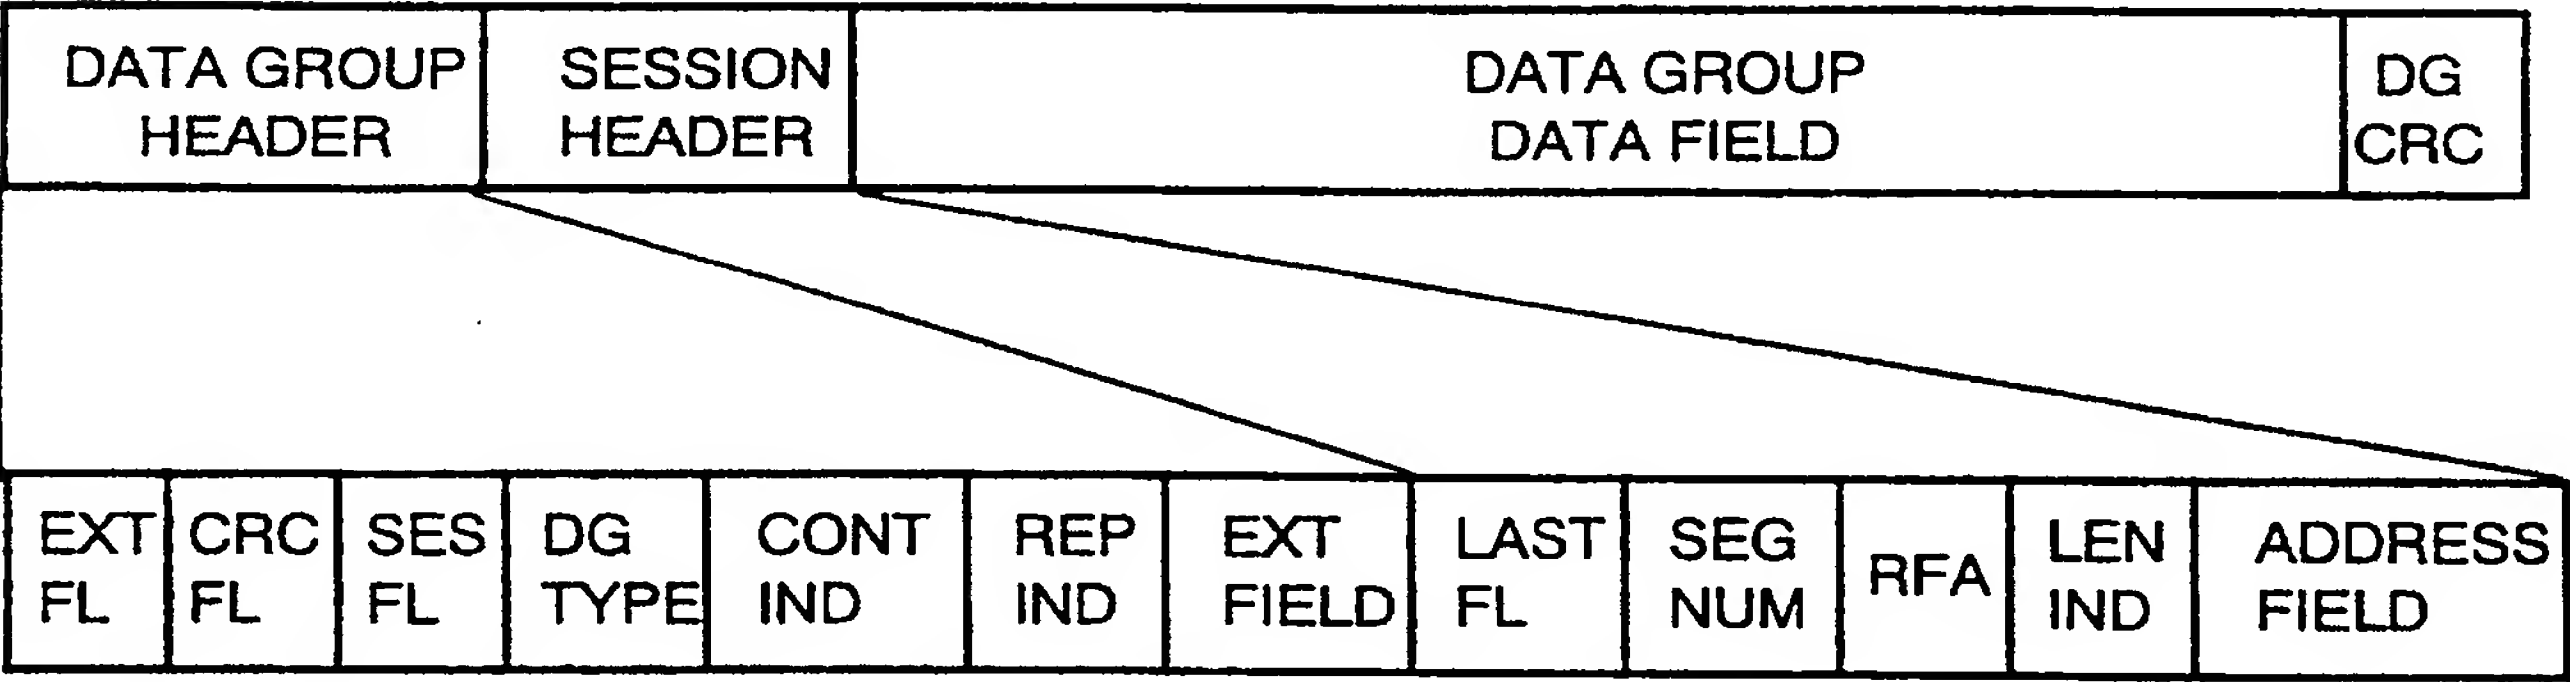 DATA GROUP
HEADER
SESSION
HEADER
DATA GROUP
DATA FIELD
DG
CRC
EXT
FL
CRC
FL
SES
FL
DG
TYPE
CONT
IND
REP
IND
EXT
FIELD
LAST
FL
SEG
NUM
RFA
LEN
IND
ADDRESS
FIELD